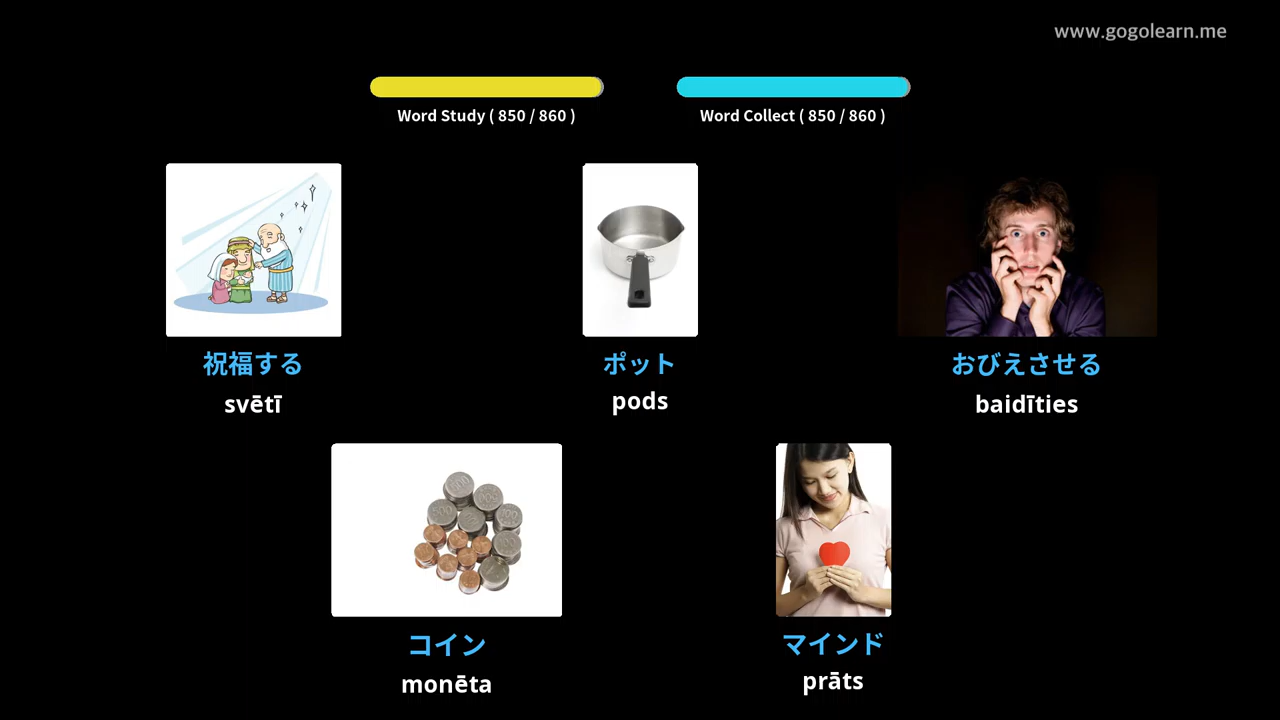 www.gogolearn.me
Word Study ( 850 / 860 )
Word Collect ( 850 / 860 )
祝福する
svētī
ポット
pods
おびえさせる
baidīties
コイン
monēta
マインド
prāts